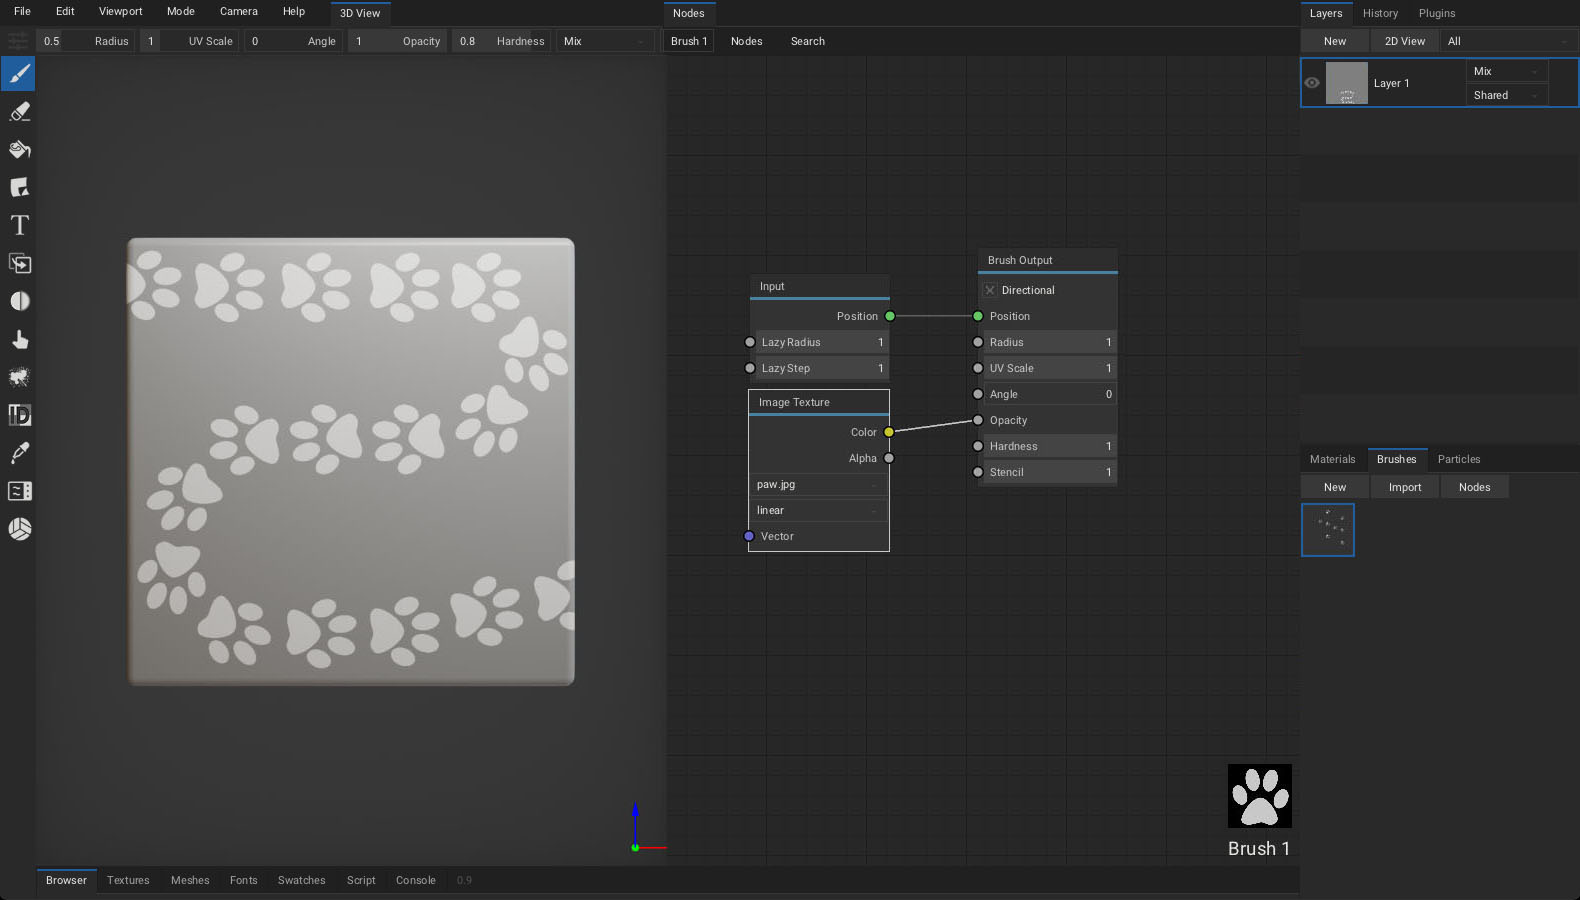 File Edit Viewport Mode Camera Help 3D View Nodes Layers History Plugins
0.5 Radius 1 UV Scale 0 Angle 1 Opacity 0.8 Hardness Mix Brush 1 Nodes Search New 2D View All
Layer 1 Mix
Shared
T
ID
Input
Position
Lazy Radius 1
Lazy Step 1
Image Texture
Color
Alpha
paw.jpg
linear
Vector
Brush Output
Directional
Position
Radius 1
UV Scale 1
Angle 0
Opacity
Hardness 1
Stencil 1
Materials Brushes Particles
New Import Nodes
Brush 1
Browser Textures Meshes Fonts Swatches Script Console 0.9